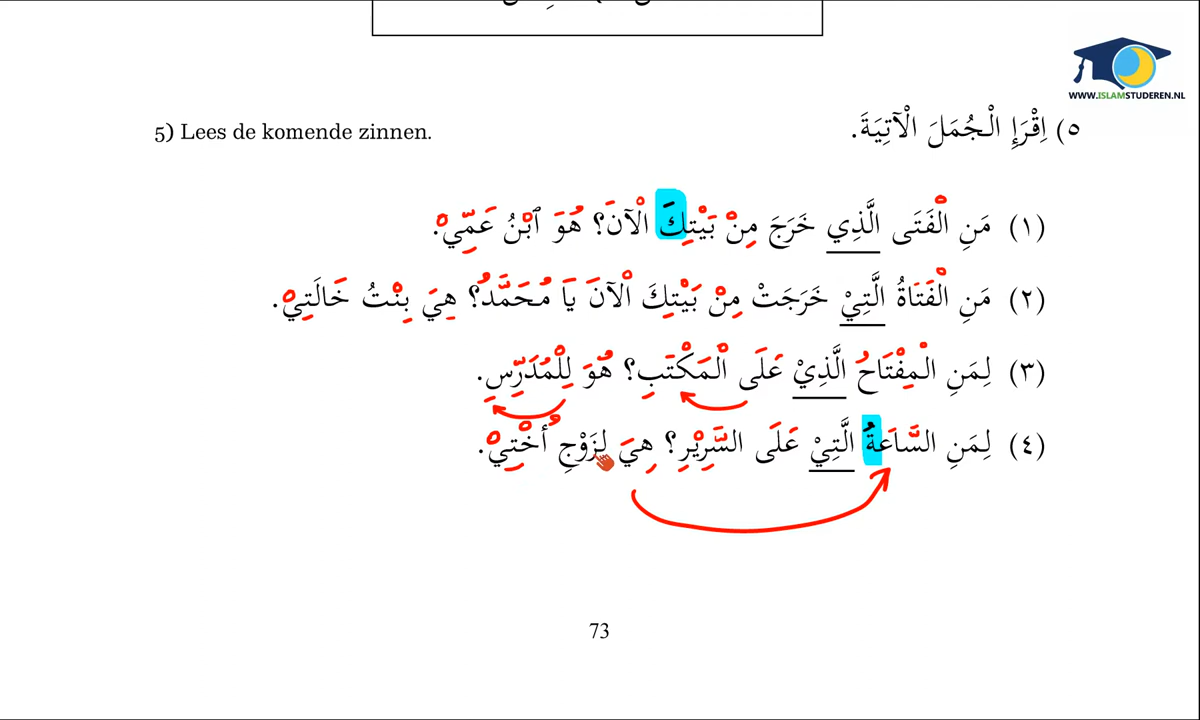 WWW.ISLAMSTUDEREN.NL
5) Lees de komende zinnen.
٥) اِقْرَإِ الْجُمَلَ الْآتِيَةَ.
(١) مَنِ الْفَتَى الَّذِي خَرَجَ مِنْ بَيْتِكَ الْآنَ؟ هُوَ ٱبْنُ عَمِّيْ.
(٢) مَنِ الْفَتَاةُ الَّتِيْ خَرَجَتْ مِنْ بَيْتِكَ الْآنَ يَا مُحَمَّدُ؟ هِيَ بِنْتُ خَالَتِيْ.
(٣) لِمَنِ الْمِفْتَاحُ الَّذِيْ عَلَى الْمَكْتَبِ؟ هُوَ لِلْمُدَرِّسِ.
(٤) لِمَنِ السَّاعَةُ الَّتِيْ عَلَى السَّرِيْرِ؟ هِيَ لِزَوْجِ أُخْتِيْ.
73